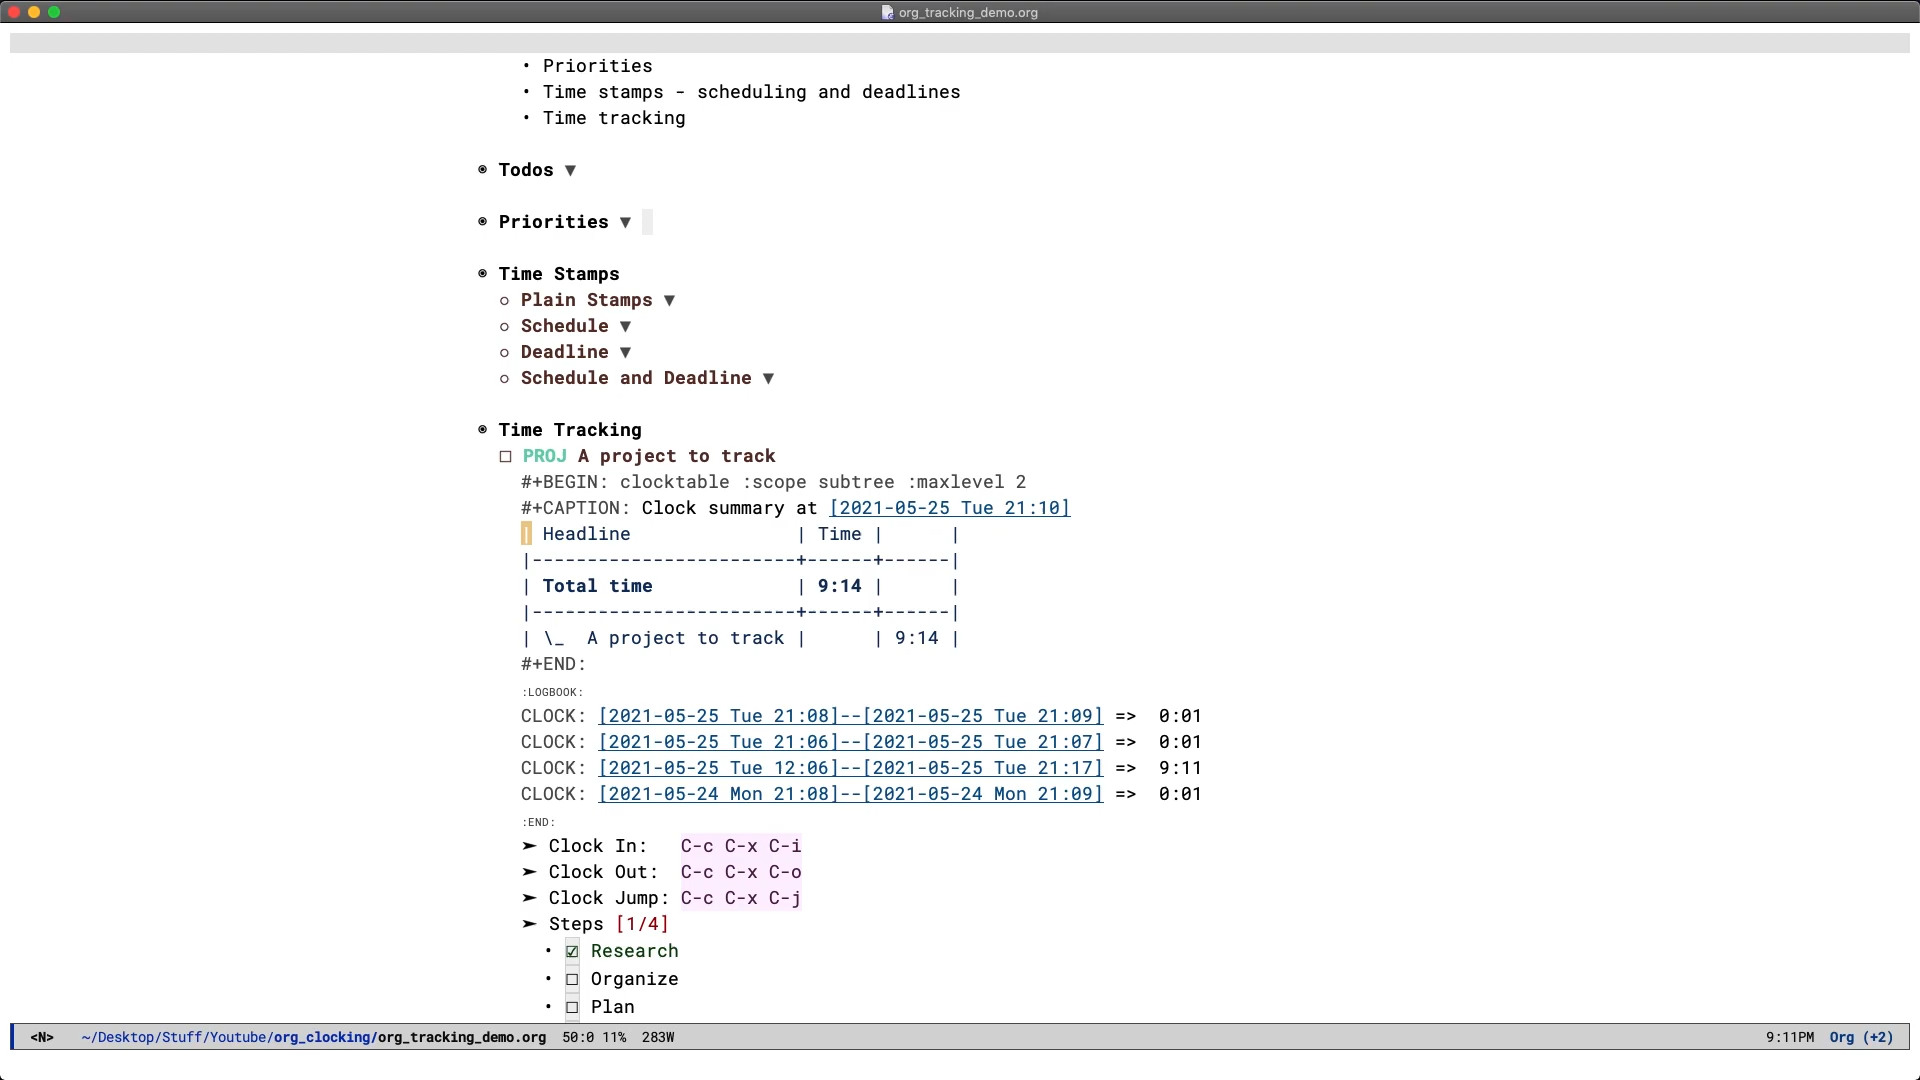 org_tracking_demo.org
• Priorities
• Time stamps - scheduling and deadlines
• Time tracking
◉ Todos ▼
◉ Priorities ▼
◉ Time Stamps
○ Plain Stamps ▼
○ Schedule ▼
○ Deadline ▼
○ Schedule and Deadline ▼
◉ Time Tracking
☐ PROJ A project to track
#+BEGIN: clocktable :scope subtree :maxlevel 2
#+CAPTION: Clock summary at [2021-05-25 Tue 21:10]
| Headline               | Time |      |
|------------------------+------+------|
| Total time             | 9:14 |      |
|------------------------+------+------|
| \_  A project to track |      | 9:14 |
#+END:
:LOGBOOK:
CLOCK: [2021-05-25 Tue 21:08]--[2021-05-25 Tue 21:09] =>  0:01
CLOCK: [2021-05-25 Tue 21:06]--[2021-05-25 Tue 21:07] =>  0:01
CLOCK: [2021-05-25 Tue 12:06]--[2021-05-25 Tue 21:17] =>  9:11
CLOCK: [2021-05-24 Mon 21:08]--[2021-05-24 Mon 21:09] =>  0:01
:END:
➤ Clock In:   C-c C-x C-i
➤ Clock Out:  C-c C-x C-o
➤ Clock Jump: C-c C-x C-j
➤ Steps [1/4]
• ☑ Research
• ☐ Organize
• ☐ Plan
<N> ~/Desktop/Stuff/Youtube/org_clocking/org_tracking_demo.org 50:0 11% 283W 9:11PM Org (+2)